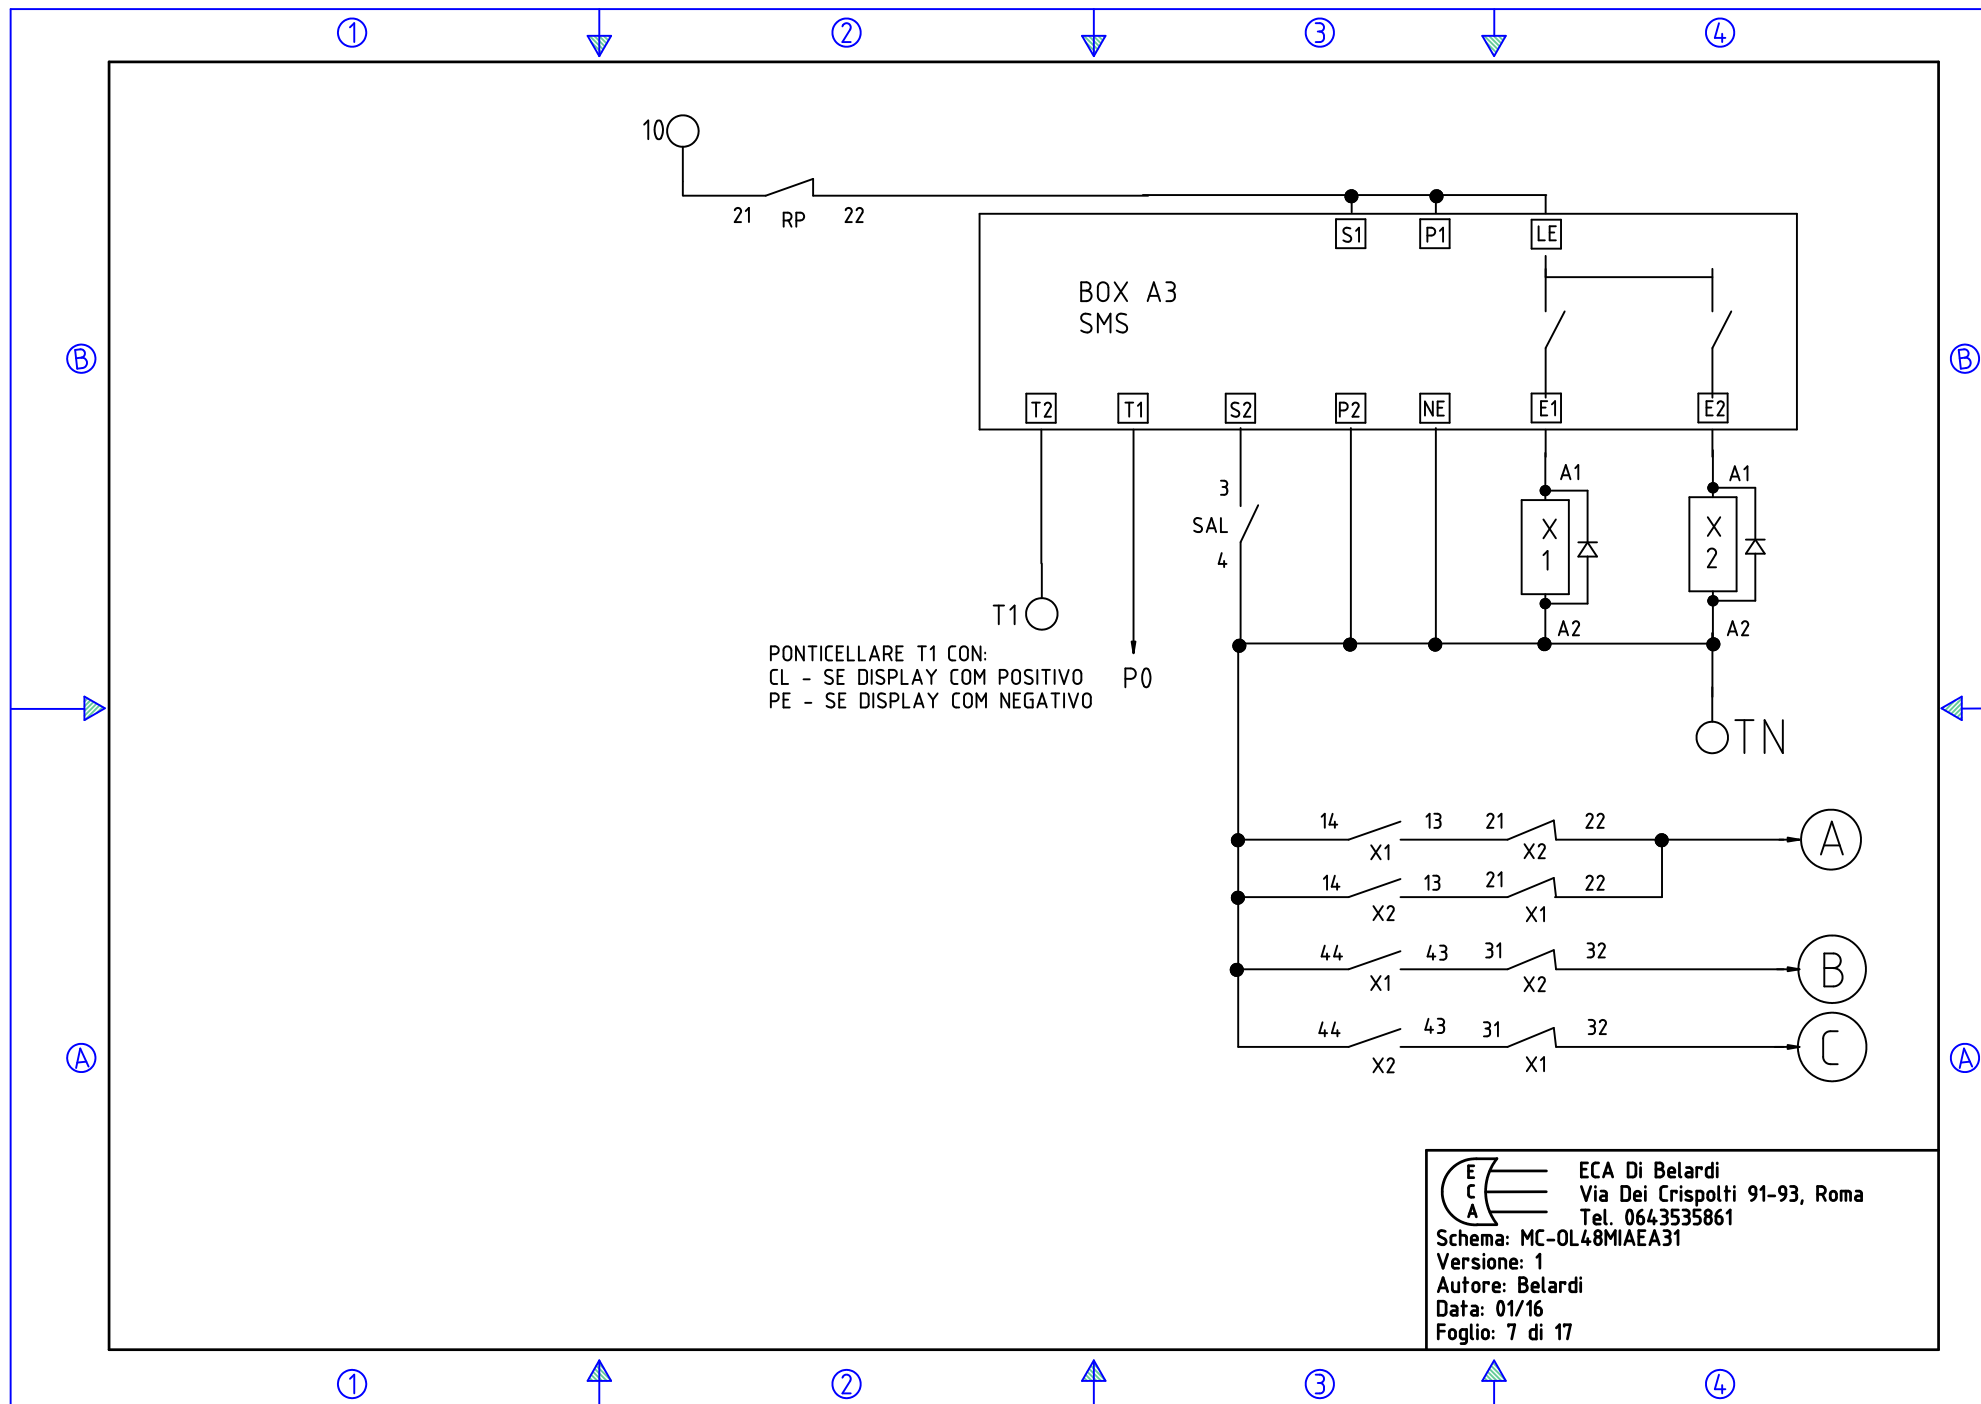 1 2 3 4
10
21 RP 22
S1 P1 LE
BOX A3
SMS
B B
T2 T1 S2 P2 NE E1 E2
A1 A1
3
SAL
4
X
1
X
2
T1
A2 A2
PONTICELLARE T1 CON:
CL - SE DISPLAY COM POSITIVO
PE - SE DISPLAY COM NEGATIVO
P0
TN
14 13 21 22
X1 X2
A
14 13 21 22
X2 X1
44 43 31 32
X1 X2
B
44 43 31 32
X2 X1
C
A A
E
C
A
ECA Di Belardi
Via Dei Crispolti 91-93, Roma
Tel. 0643535861
Schema: MC-OL48MIAEA31
Versione: 1
Autore: Belardi
Data: 01/16
Foglio: 7 di 17
1 2 3 4